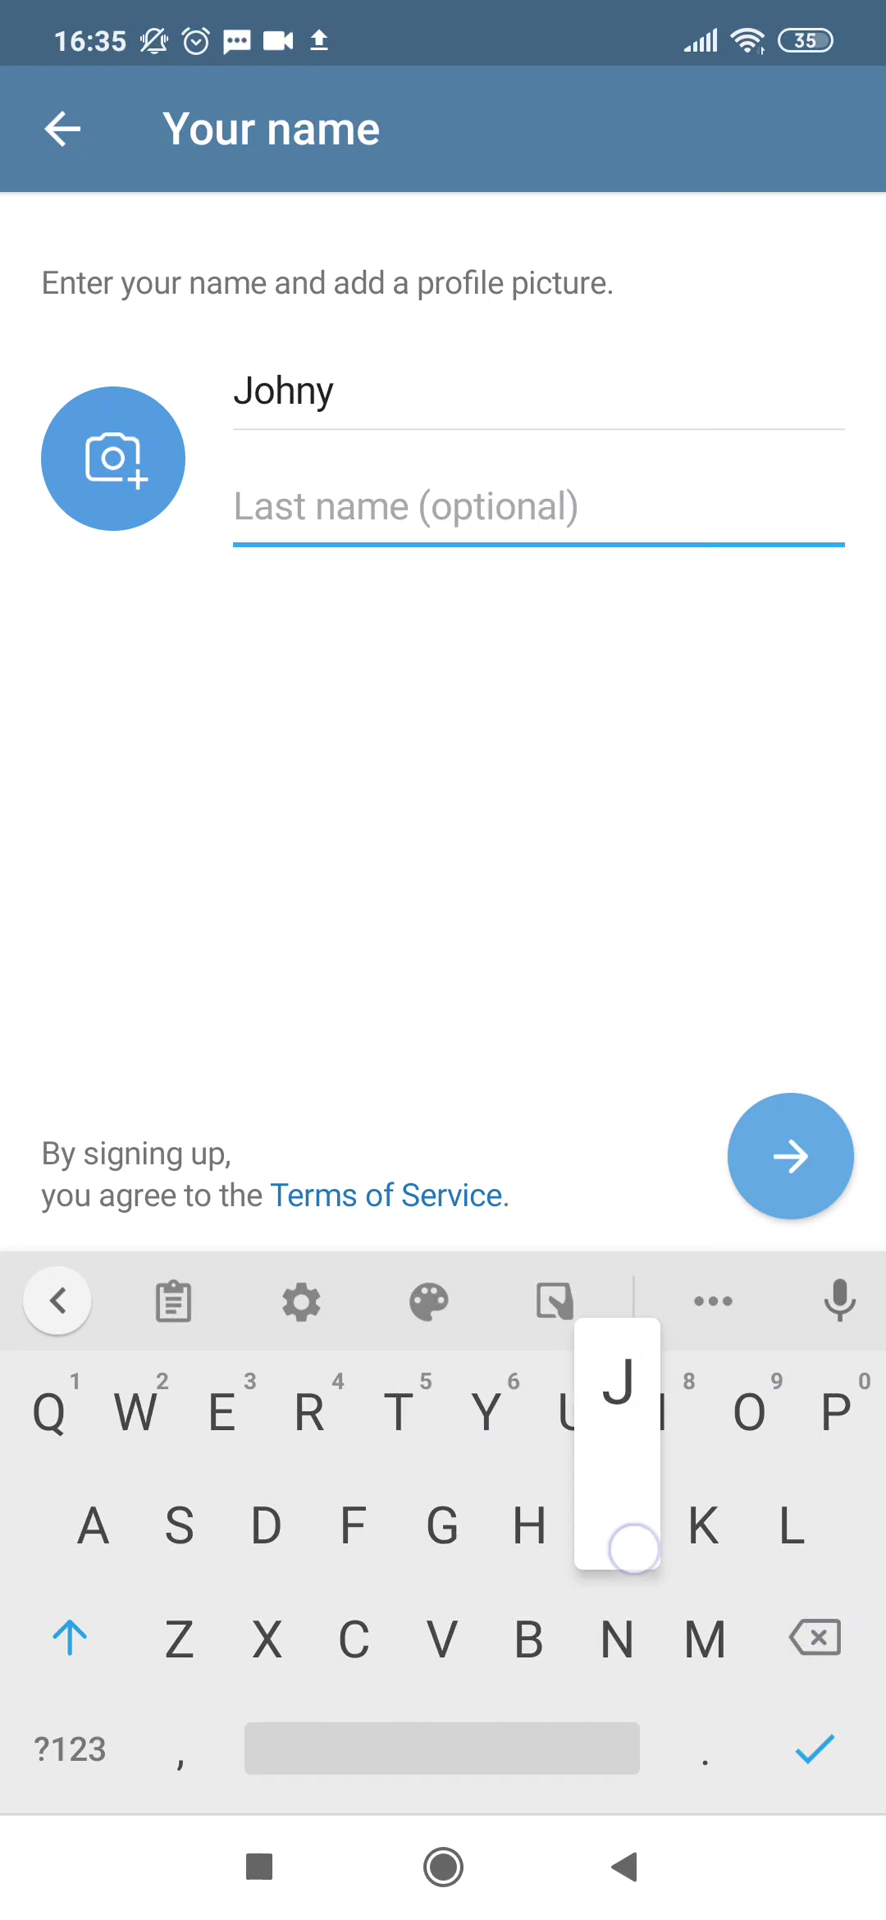 16:35 35
Your name
Enter your name and add a profile picture.
Johny
Last name (optional)
By signing up,
you agree to the Terms of Service.
J
1 2 3 4 5 6 8 9 0
Q W E R T Y O P
A S D F G H K L
Z X C V B N M
?123 , .